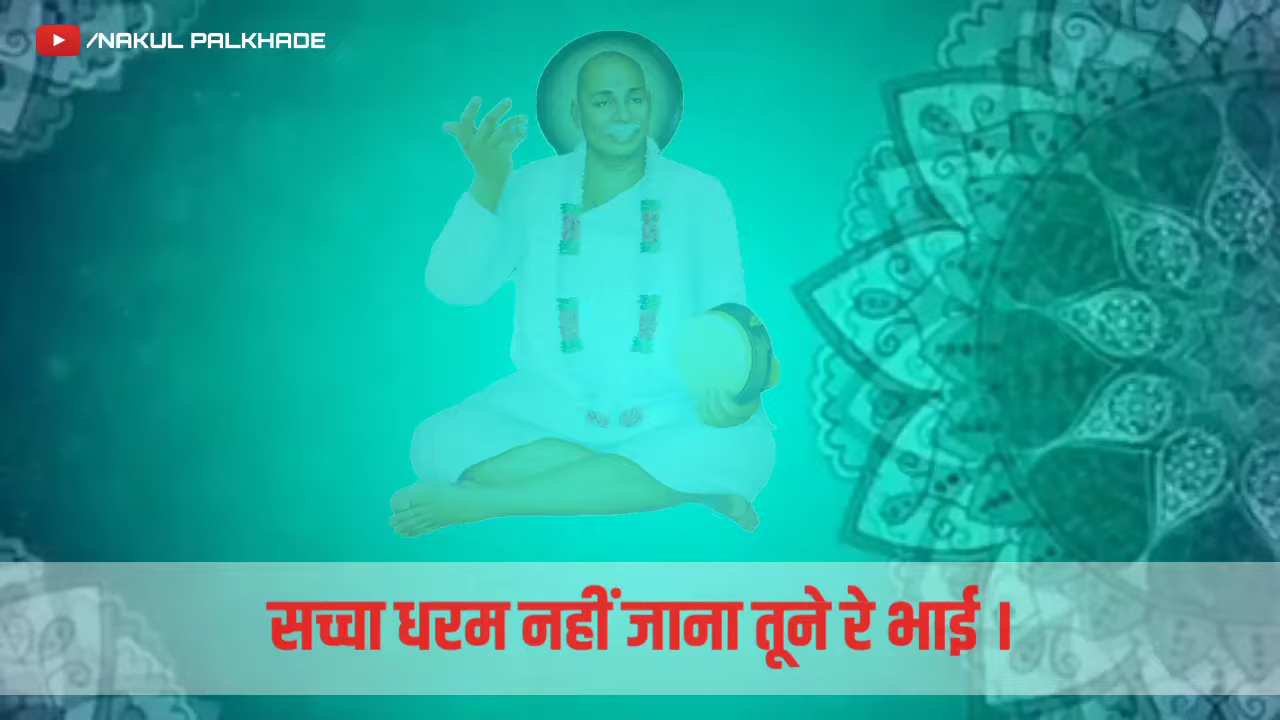 /NAKUL PALKHADE
सच्चा धरम नहीं जाना तूने रे भाई ।